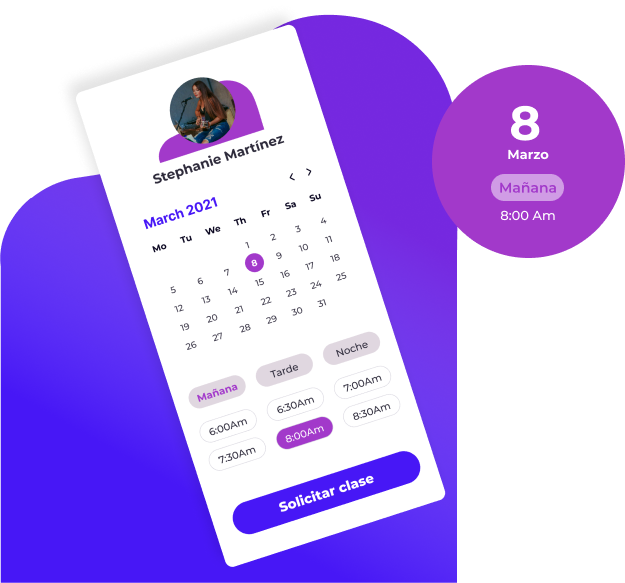 Stephanie Martínez
March 2021
Mo Tu We Th Fr Sa Su
1 2 3 4
5 6 7 8 9 10 11
12 13 14 15 16 17 18
19 20 21 22 23 24 25
26 27 28 29 30 31
Mañana Tarde Noche
6:00Am 6:30Am 7:00Am
7:30Am 8:00Am 8:30Am
Solicitar clase
8
Marzo
Mañana
8:00 Am